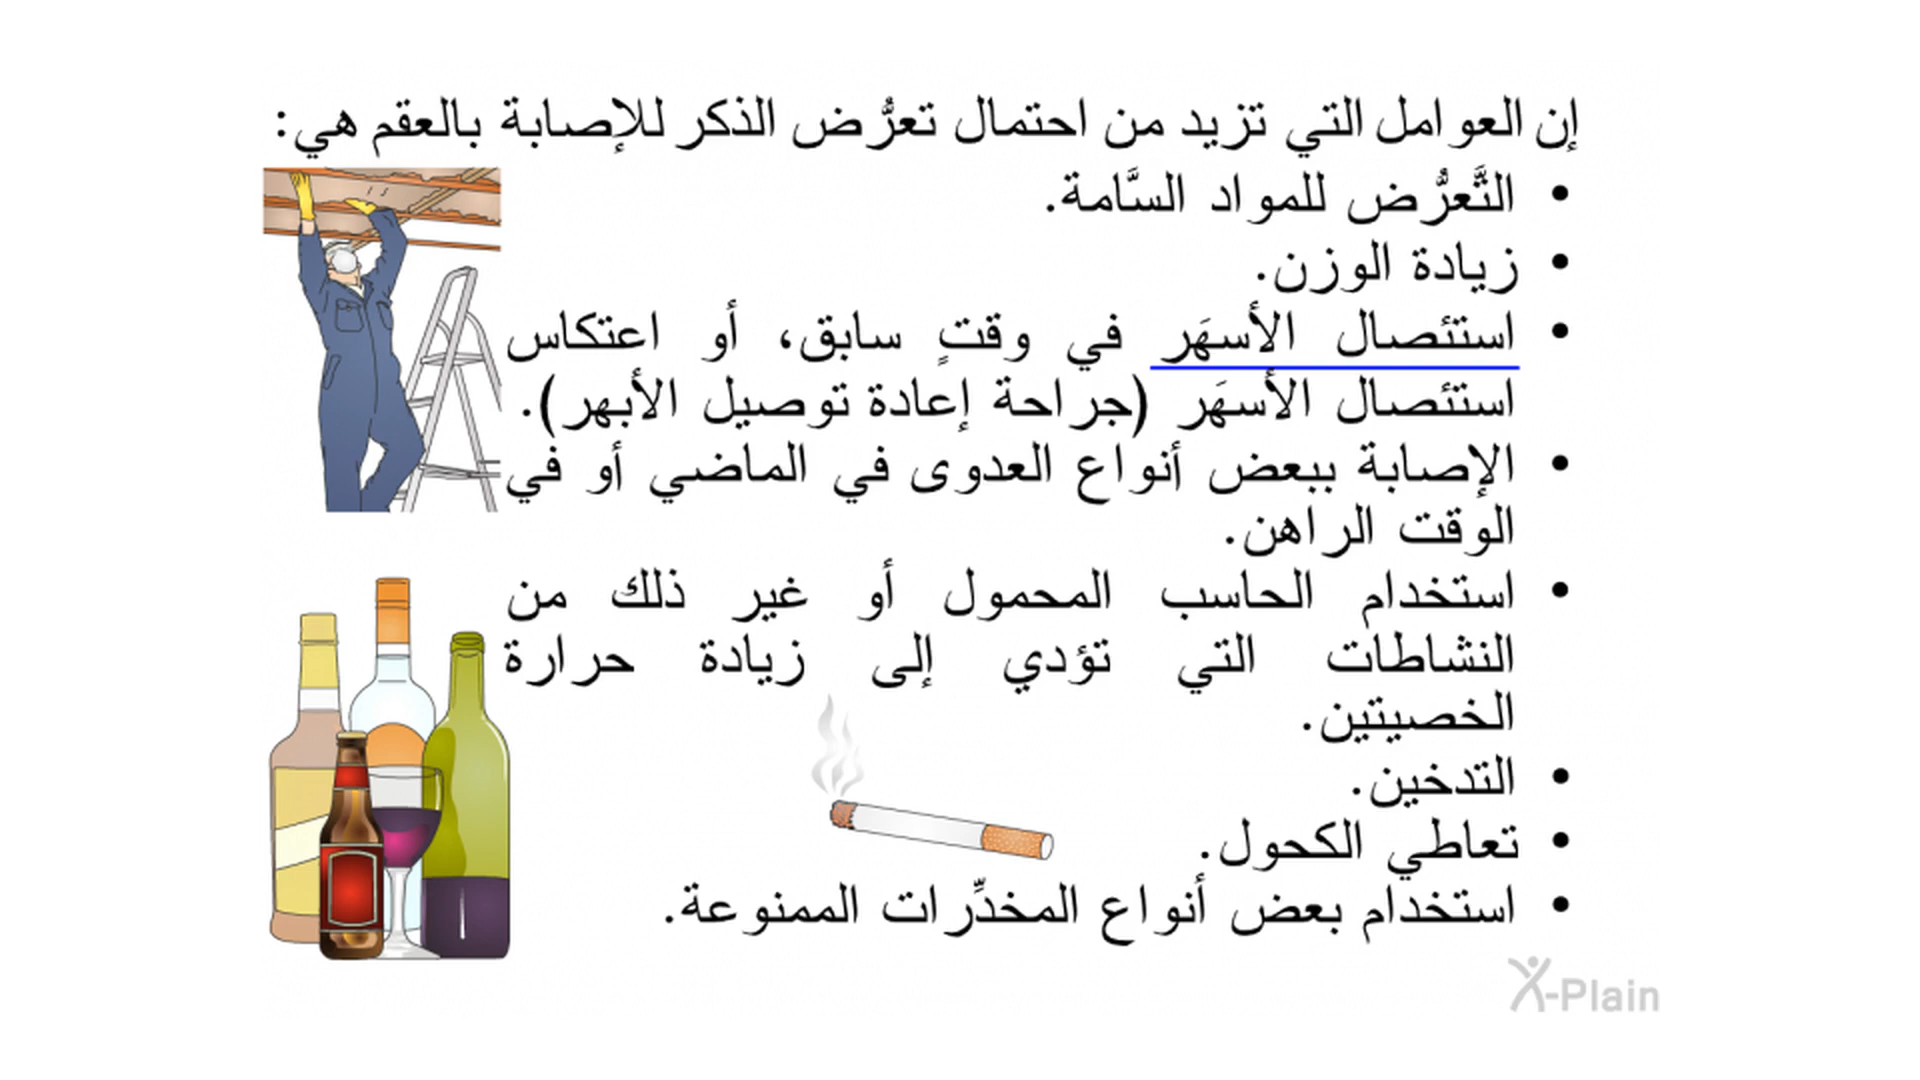 إن العوامل التي تزيد من احتمال تعرُّض الذكر للإصابة بالعقم هي:
• التَّعرُّض للمواد السَّامة.
• زيادة الوزن.
• استئصال الأسهَر في وقتٍ سابق، أو اعتكاس
استئصال الأسهَر (جراحة إعادة توصيل الأبهر).
• الإصابة ببعض أنواع العدوى في الماضي أو في
الوقت الراهن.
• استخدام الحاسب المحمول أو غير ذلك من
النشاطات التي تؤدي إلى زيادة حرارة
الخصيتين.
• التدخين.
• تعاطي الكحول.
• استخدام بعض أنواع المخدِّرات الممنوعة.
X-Plain